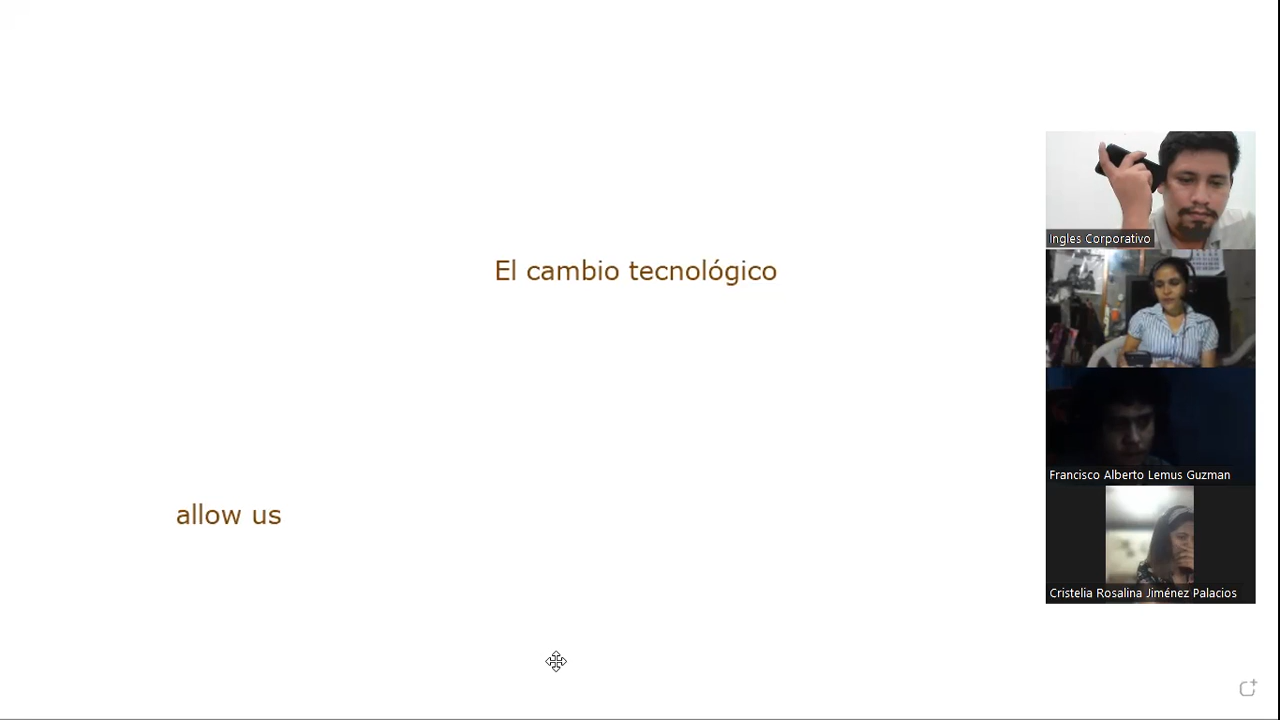 El cambio tecnológico
allow us
Ingles Corporativo
Francisco Alberto Lemus Guzman
Cristelia Rosalina Jiménez Palacios